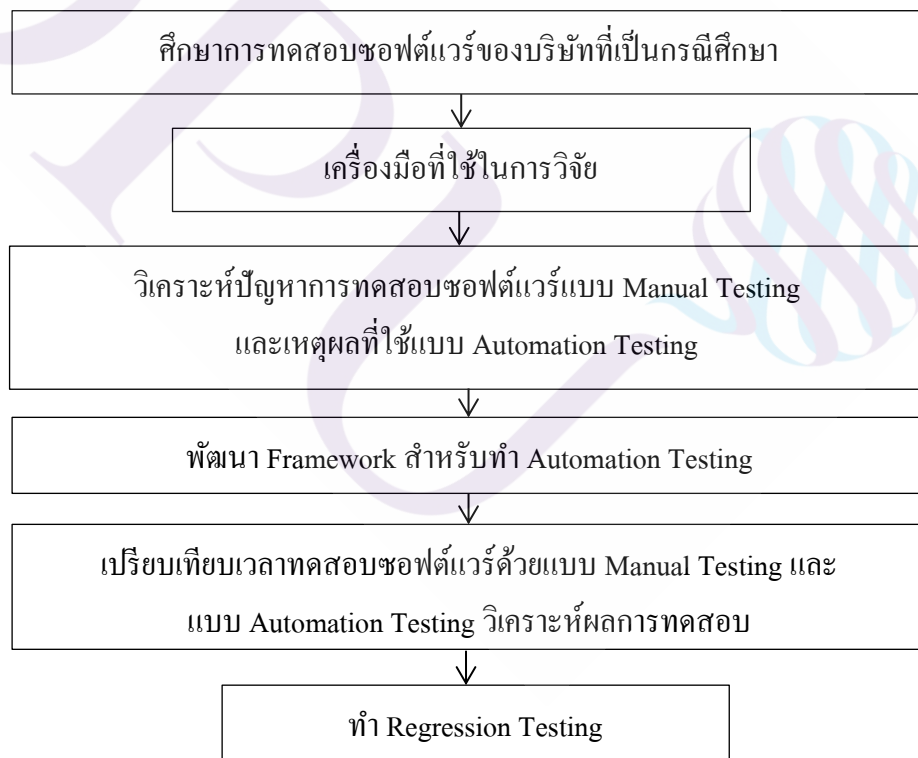 ศึกษาการทดสอบซอฟต์แวร์ของบริษัทที่เป็นกรณีศึกษา
เครื่องมือที่ใช้ในการวิจัย
วิเคราะห์ปัญหาการทดสอบซอฟต์แวร์แบบ Manual Testing
และเหตุผลที่ใช้แบบ Automation Testing
พัฒนา Framework สำหรับทำ Automation Testing
เปรียบเทียบเวลาทดสอบซอฟต์แวร์ด้วยแบบ Manual Testing และ
แบบ Automation Testing วิเคราะห์ผลการทดสอบ
ทำ Regression Testing